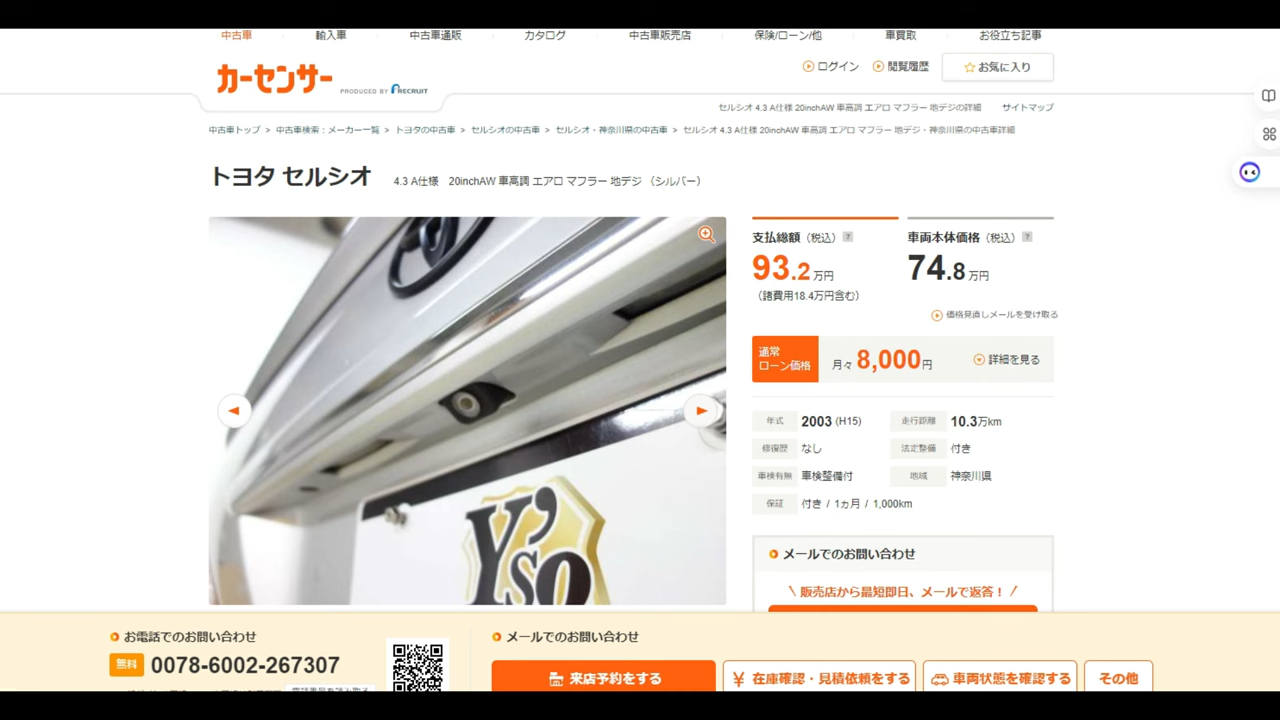 中古車 輸入車 中古車通販 カタログ 中古車販売店 保険/ローン/他 車買取 お役立ち記事
カーセンサー PRODUCED BY RECRUIT
ログイン 閲覧履歴 お気に入り
セルシオ 4.3 A仕様 20inchAW 車高調 エアロ マフラー 地デジの詳細 サイトマップ
中古車トップ > 中古車検索：メーカー一覧 > トヨタの中古車 > セルシオの中古車 > セルシオ・神奈川県の中古車 > セルシオ 4.3 A仕様 20inchAW 車高調 エアロ マフラー 地デジ・神奈川県の中古車詳細
トヨタ セルシオ 4.3 A仕様 20inchAW 車高調 エアロ マフラー 地デジ （シルバー）
支払総額（税込） ?
93.2万円
（諸費用18.4万円含む）
車両本体価格（税込） ?
74.8万円
価格見直しメールを受け取る
通常
ローン価格
月々 8,000円
詳細を見る
年式 2003 (H15) 走行距離 10.3万km
修復歴 なし 法定整備 付き
車検有無 車検整備付 地域 神奈川県
保証 付き / 1ヵ月 / 1,000km
Y'so
メールでのお問い合わせ
\ 販売店から最短即日、メールで返答！ /
お電話でのお問い合わせ
無料 0078-6002-267307
メールでのお問い合わせ
来店予約をする ¥ 在庫確認・見積依頼をする 車両状態を確認する その他